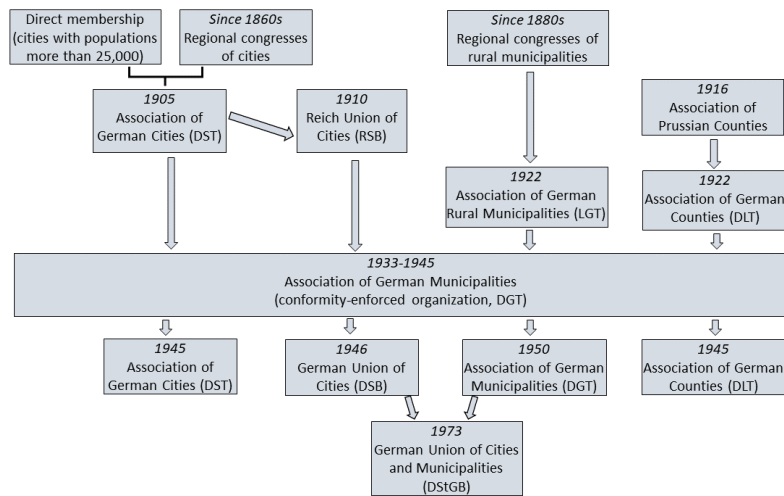 Direct membership
(cities with populations
more than 25,000)
Since 1860s
Regional congresses
of cities
Since 1880s
Regional congresses of
rural municipalities
1905
Association of
German Cities (DST)
1910
Reich Union of
Cities (RSB)
1916
Association of
Prussian Counties
1922
Association of German
Rural Municipalities (LGT)
1922
Association of German
Counties (DLT)
1933-1945
Association of German Municipalities
(conformity-enforced organization, DGT)
1945
Association of
German Cities (DST)
1946
German Union of
Cities (DSB)
1950
Association of German
Municipalities (DGT)
1945
Association of German
Counties (DLT)
1973
German Union of Cities
and Municipalities
(DStGB)